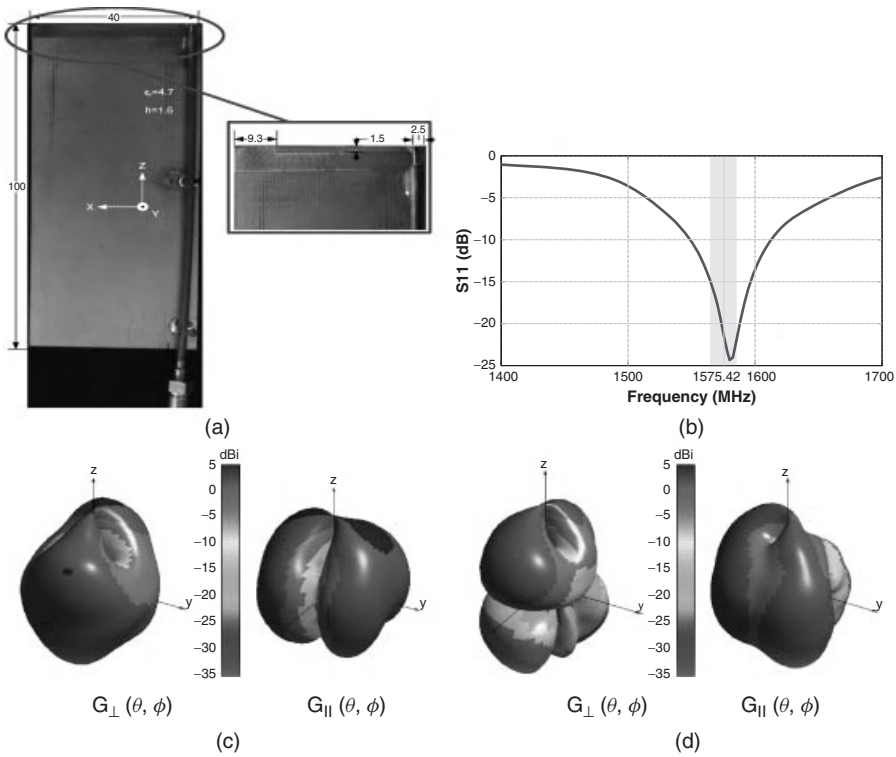 40
100
εᵣ=4.7
h=1.6
Z
X
Y
9.3
1.5
2.5
(a)
0
−5
−10
−15
−20
−25
S11 (dB)
1400
1500
1575.42
1600
1700
Frequency (MHz)
(b)
z
y
dBi
5
0
−5
−10
−15
−20
−25
−30
−35
z
y
G⊥ (θ, ϕ)
G|| (θ, ϕ)
(c)
z
y
dBi
5
0
−5
−10
−15
−20
−25
−30
−35
z
y
G⊥ (θ, ϕ)
G|| (θ, ϕ)
(d)